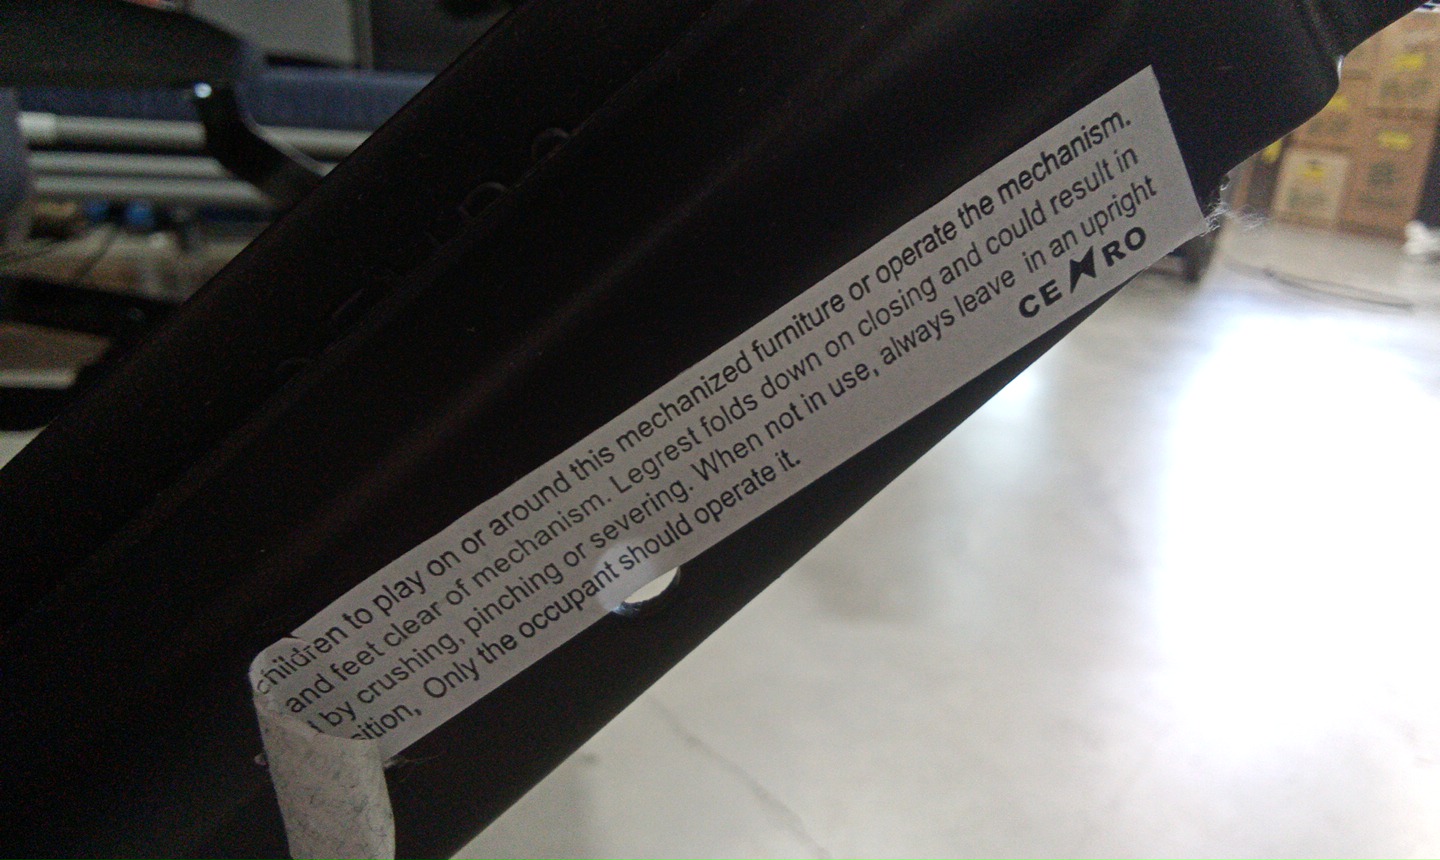 children to play on or around this mechanized furniture or operate the mechanism.
and feet clear of mechanism. Legrest folds down on closing and could result in
by crushing, pinching or severing. When not in use, always leave in an upright
sition, Only the occupant should operate it.
CE RO